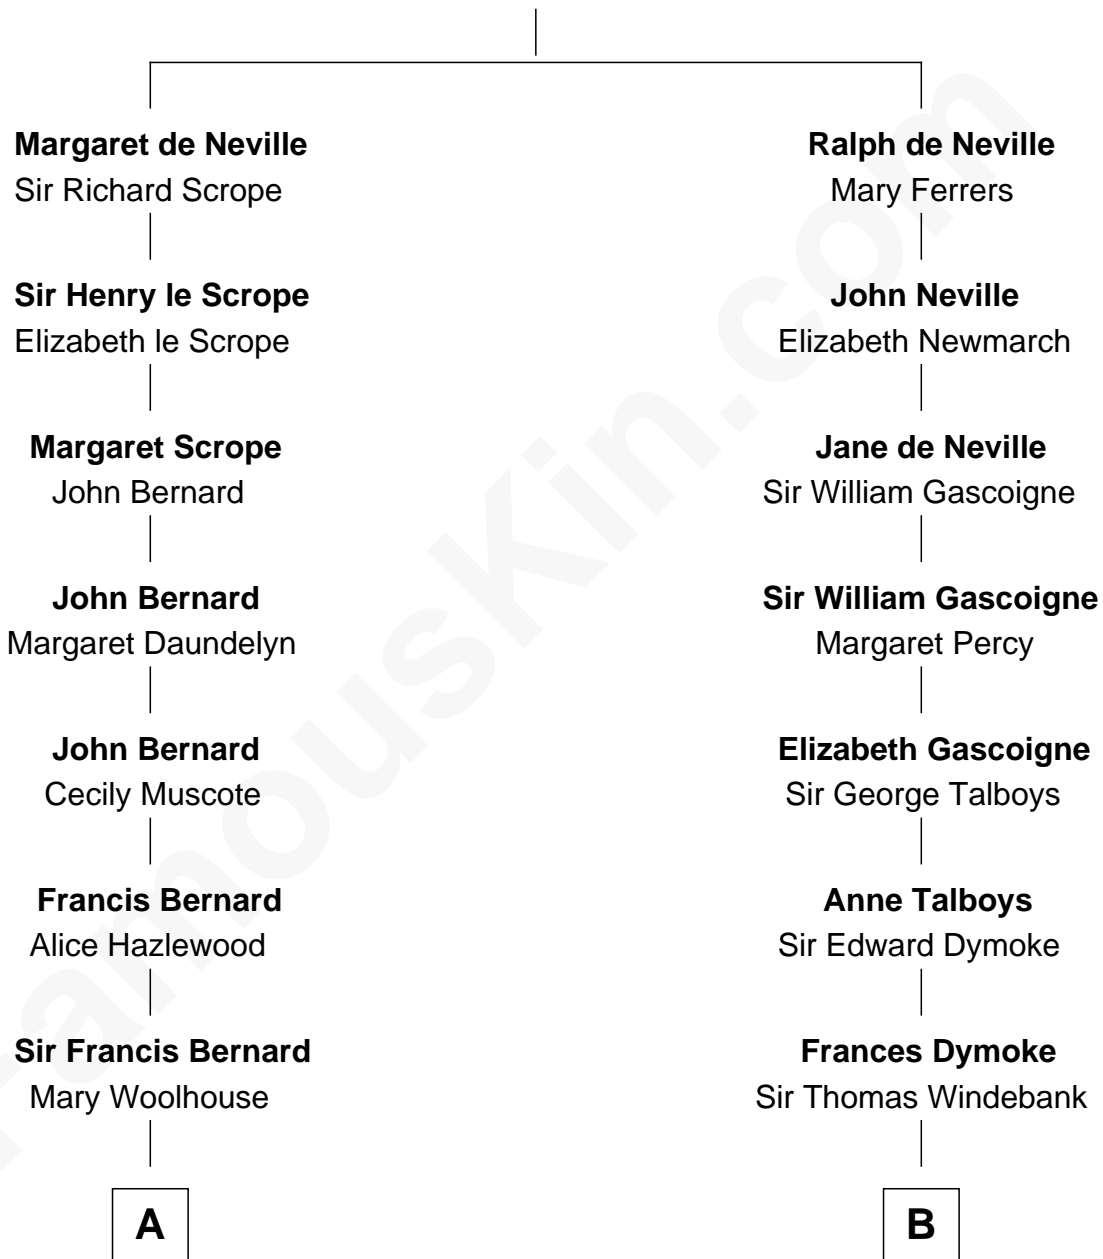 Margaret de Neville
Sir Richard Scrope
Sir Henry le Scrope
Elizabeth le Scrope
Margaret Scrope
John Bernard
John Bernard
Margaret Daundelyn
John Bernard
Cecily Muscote
Francis Bernard
Alice Hazlewood
Sir Francis Bernard
Mary Woolhouse
A
Ralph de Neville
Mary Ferrers
John Neville
Elizabeth Newmarch
Jane de Neville
Sir William Gascoigne
Sir William Gascoigne
Margaret Percy
Elizabeth Gascoigne
Sir George Talboys
Anne Talboys
Sir Edward Dymoke
Frances Dymoke
Sir Thomas Windebank
B
FamousKin.com